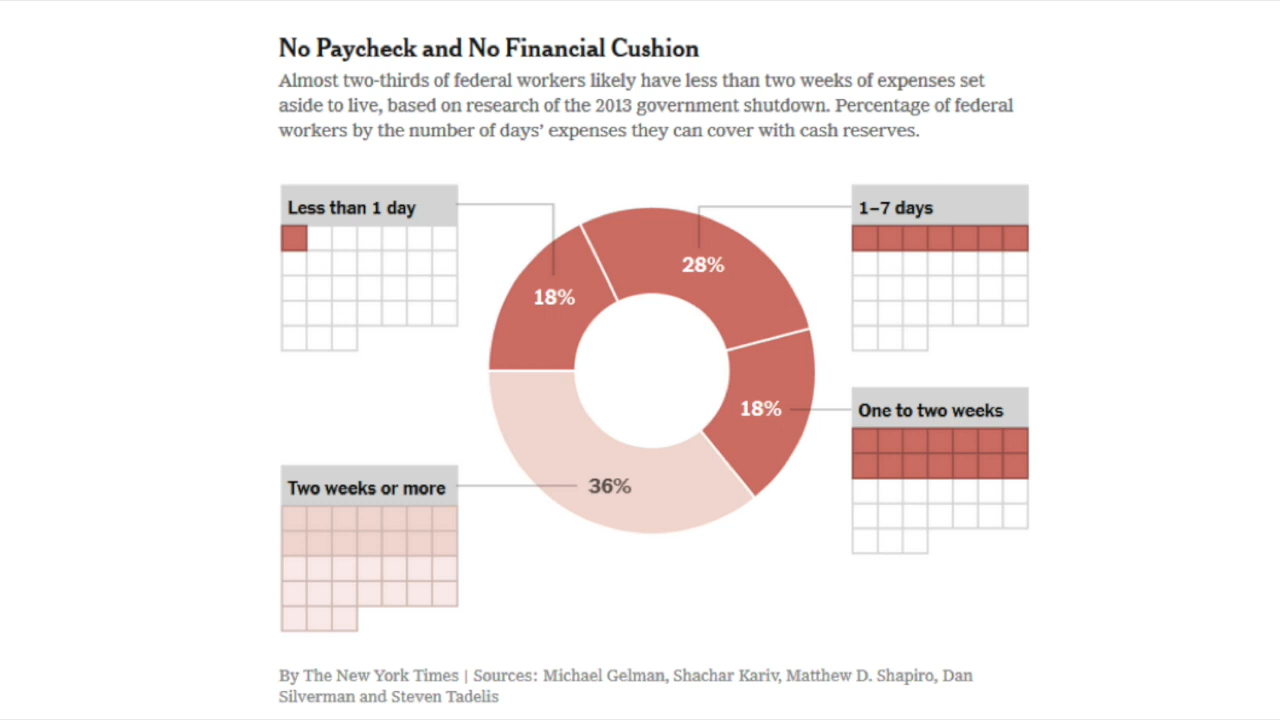 No Paycheck and No Financial Cushion
Almost two-thirds of federal workers likely have less than two weeks of expenses set
aside to live, based on research of the 2013 government shutdown. Percentage of federal
workers by the number of days’ expenses they can cover with cash reserves.
Less than 1 day
1–7 days
28%
18%
18%
One to two weeks
Two weeks or more
36%
By The New York Times | Sources: Michael Gelman, Shachar Kariv, Matthew D. Shapiro, Dan
Silverman and Steven Tadelis